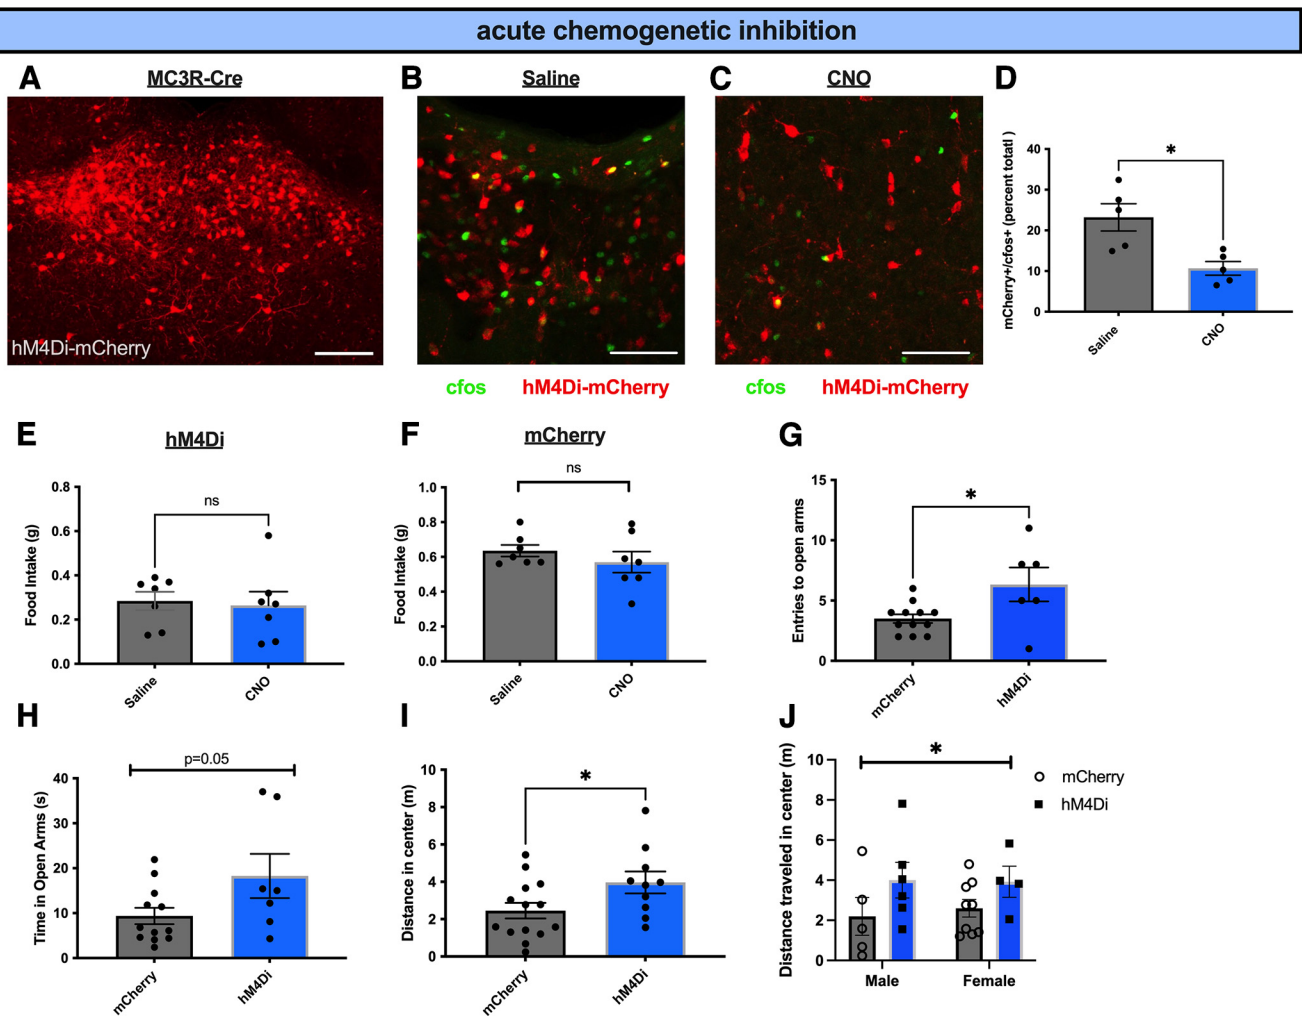 acute chemogenetic inhibition
A
MC3R-Cre
hM4Di-mCherry
B
Saline
cfos hM4Di-mCherry
C
CNO
cfos hM4Di-mCherry
D
mCherry+/cfos+ (percent totatl )
40
30
20
10
0
*
Saline
CNO
E
hM4Di
Food Intake (g)
0.8
0.6
0.4
0.2
0.0
ns
Saline
CNO
F
mCherry
Food Intake (g)
1.0
0.8
0.6
0.4
0.2
0.0
ns
Saline
CNO
G
Entries to open arms
15
10
5
0
*
mCherry
hM4Di
H
Time in Open Arms (s)
40
30
20
10
0
p=0.05
mCherry
hM4Di
I
Distance in center (m)
10
8
6
4
2
0
*
mCherry
hM4Di
J
Distance traveled in center (m)
10
8
6
4
2
0
*
Male
Female
mCherry
hM4Di